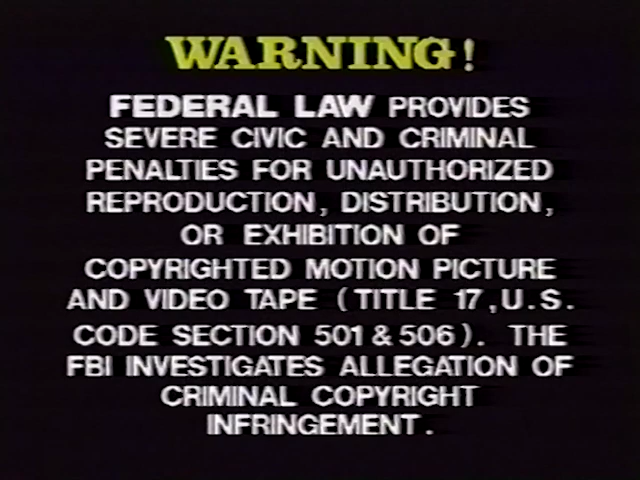 WARNING!
FEDERAL LAW PROVIDES
SEVERE CIVIC AND CRIMINAL
PENALTIES FOR UNAUTHORIZED
REPRODUCTION, DISTRIBUTION,
OR EXHIBITION OF
COPYRIGHTED MOTION PICTURE
AND VIDEO TAPE (TITLE 17,U.S.
CODE SECTION 501 & 506). THE
FBI INVESTIGATES ALLEGATION OF
CRIMINAL COPYRIGHT
INFRINGEMENT.